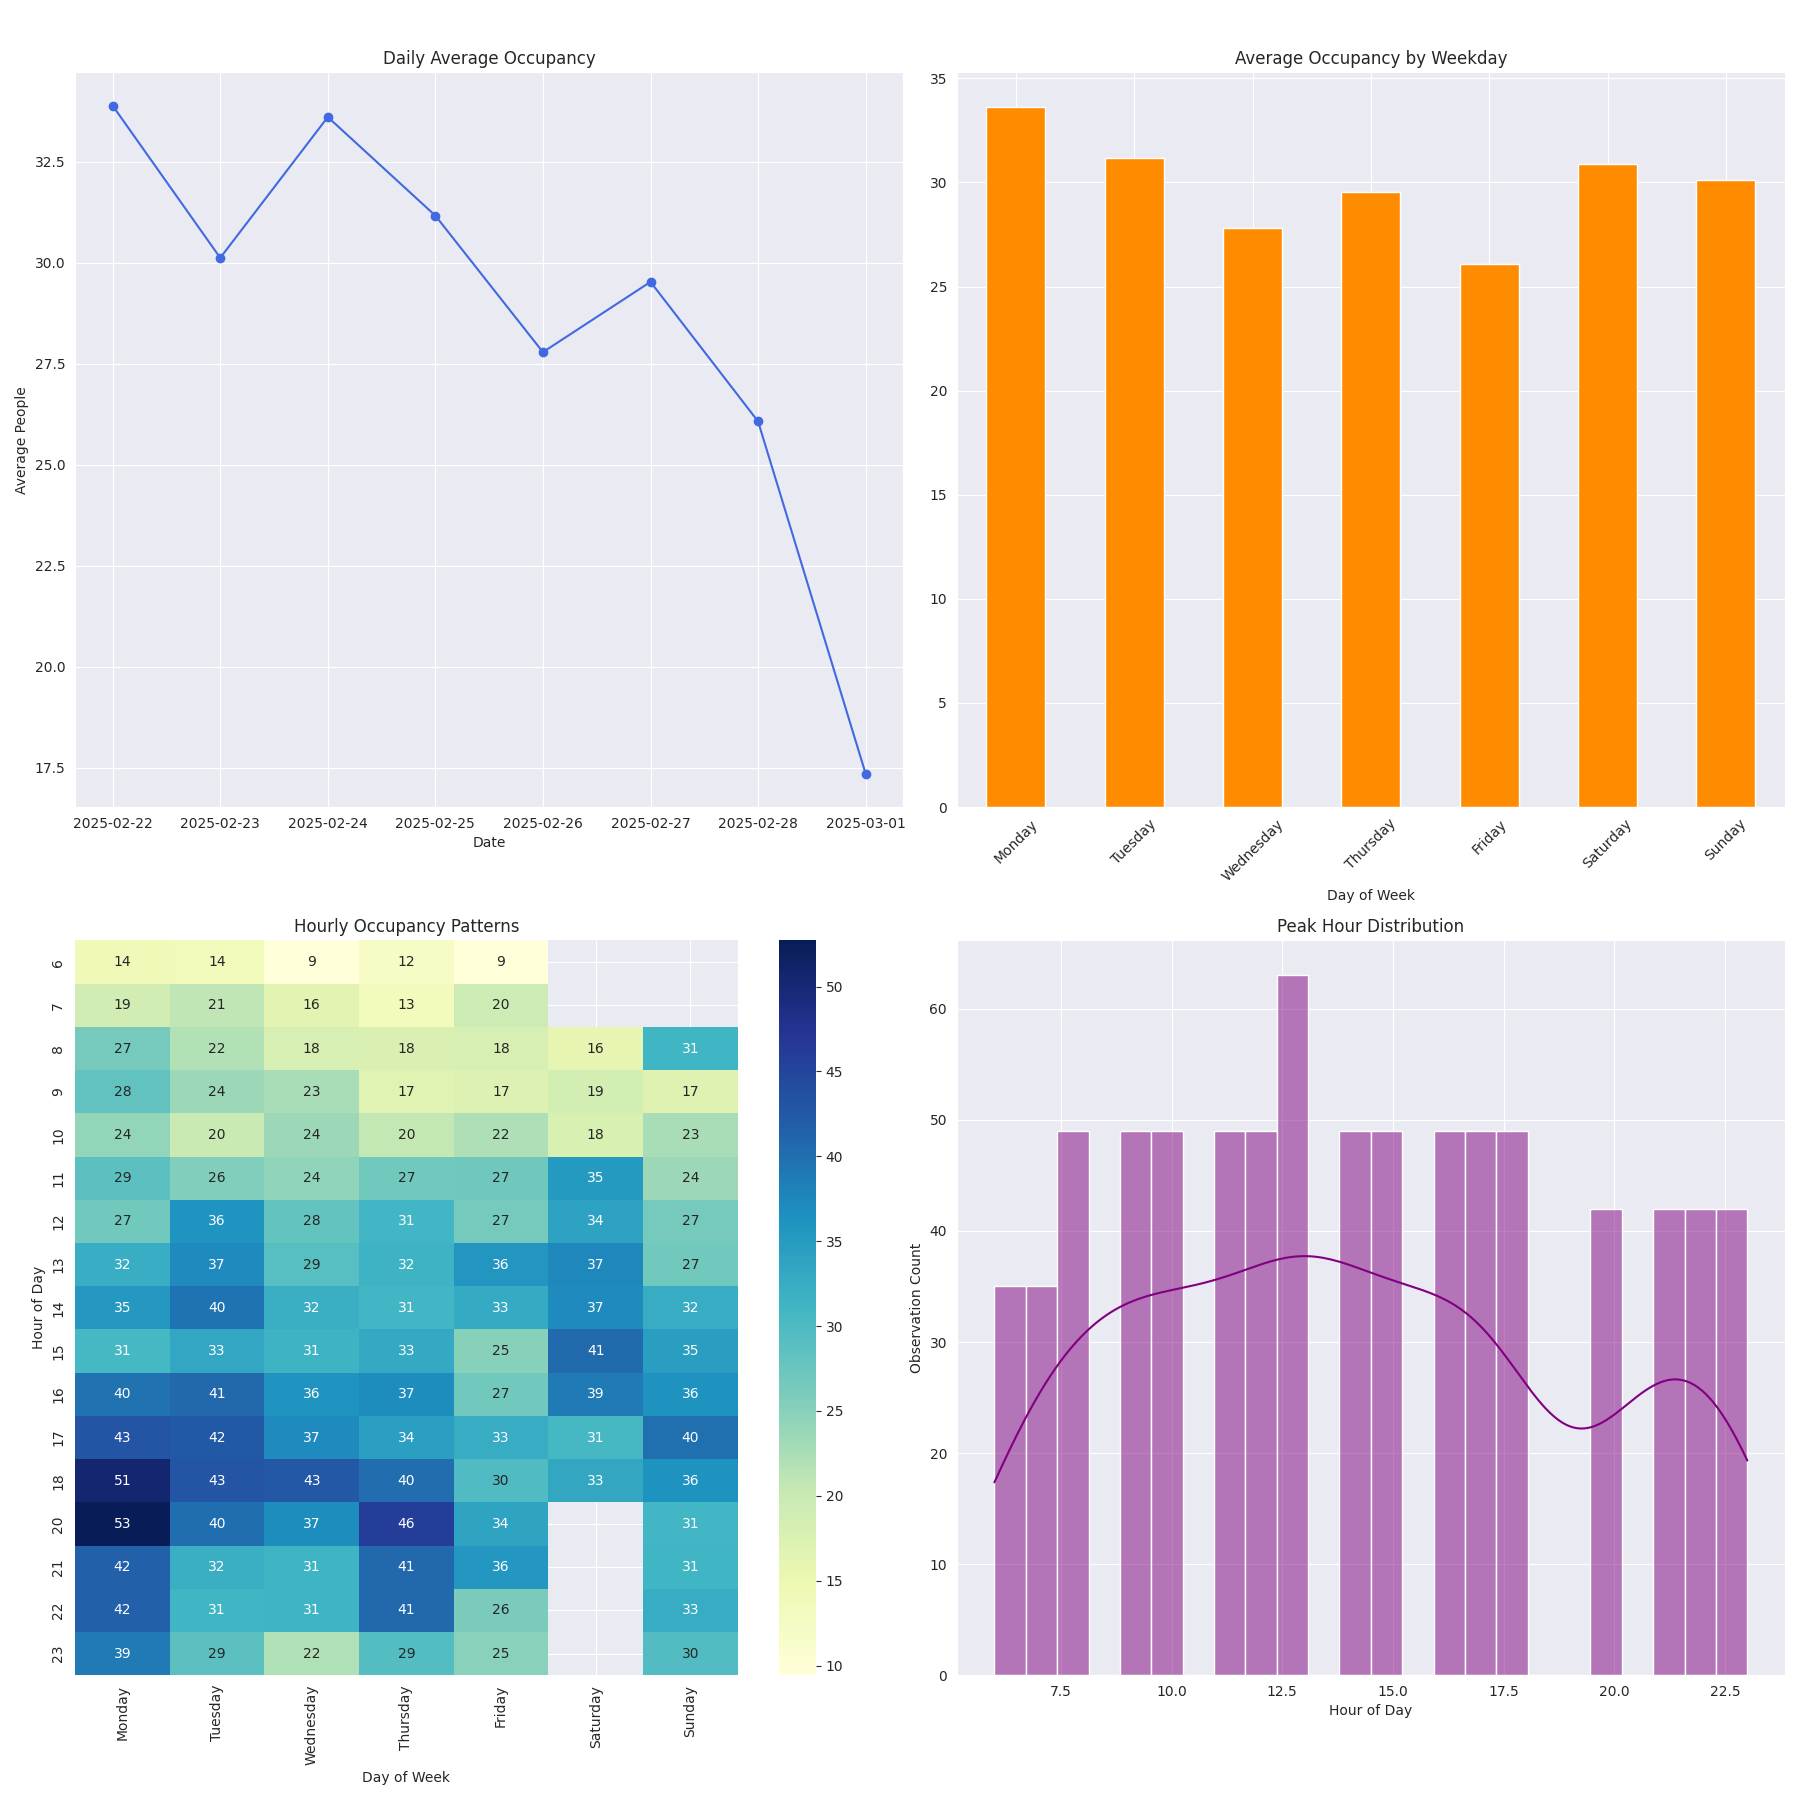 Daily Average Occupancy
32.5
30.0
27.5
25.0
22.5
20.0
17.5
Average People
2025-02-22 2025-02-23 2025-02-24 2025-02-25 2025-02-26 2025-02-27 2025-02-28 2025-03-01
Date
Average Occupancy by Weekday
35
30
25
20
15
10
5
0
Monday Tuesday Wednesday Thursday Friday Saturday Sunday
Day of Week
Hourly Occupancy Patterns
6 14 14 9 12 9
7 19 21 16 13 20
8 27 22 18 18 18 16 31
9 28 24 23 17 17 19 17
10 24 20 24 20 22 18 23
11 29 26 24 27 27 35 24
12 27 36 28 31 27 34 27
13 32 37 29 32 36 37 27
14 35 40 32 31 33 37 32
15 31 33 31 33 25 41 35
16 40 41 36 37 27 39 36
17 43 42 37 34 33 31 40
18 51 43 43 40 30 33 36
20 53 40 37 46 34 31
21 42 32 31 41 36 31
22 42 31 31 41 26 33
23 39 29 22 29 25 30
Hour of Day
Monday Tuesday Wednesday Thursday Friday Saturday Sunday
Day of Week
50
45
40
35
30
25
20
15
10
Peak Hour Distribution
60
50
40
30
20
10
0
Observation Count
7.5 10.0 12.5 15.0 17.5 20.0 22.5
Hour of Day